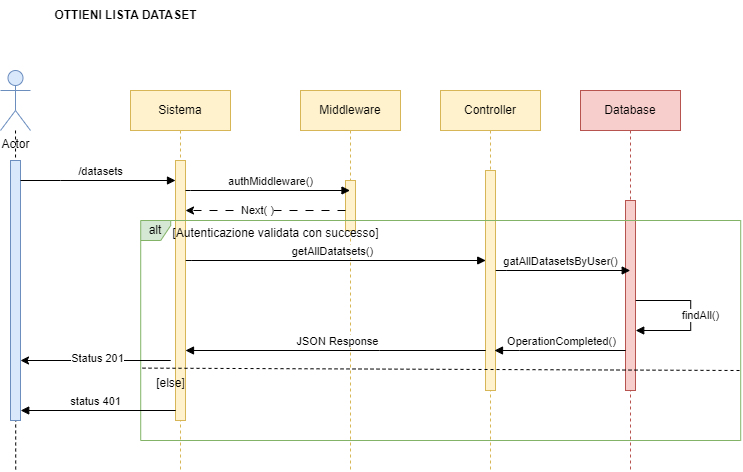 OTTIENI LISTA DATASET
Sistema
Middleware
Controller
Database
Actor
/datasets
authMiddleware()
Next( )
alt
[Autenticazione validata con successo]
getAllDatatsets()
gatAllDatasetsByUser()
findAll()
JSON Response
OperationCompleted()
Status 201
[else]
status 401